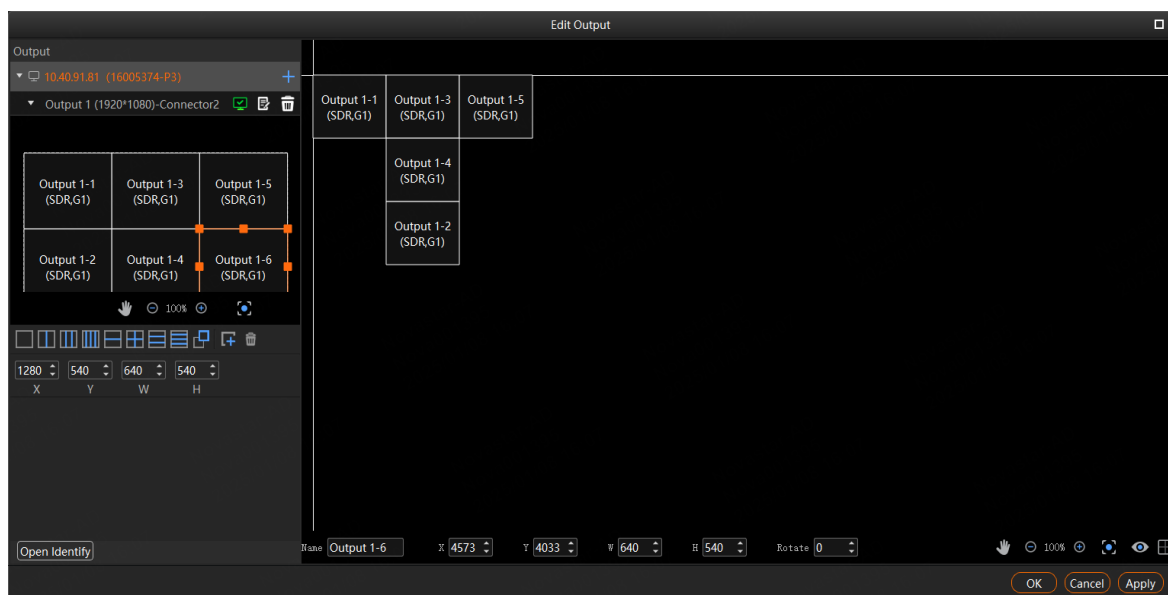 Edit Output
Output
10.40.91.81 (16005374-P3)
Output 1 (1920*1080)-Connector2
Output 1-1
(SDR,G1)
Output 1-3
(SDR,G1)
Output 1-5
(SDR,G1)
Output 1-2
(SDR,G1)
Output 1-4
(SDR,G1)
Output 1-6
(SDR,G1)
100%
1280
540
640
540
X
Y
W
H
Open Identify
Output 1-1
(SDR,G1)
Output 1-3
(SDR,G1)
Output 1-5
(SDR,G1)
Output 1-4
(SDR,G1)
Output 1-2
(SDR,G1)
Name Output 1-6 X 4573 Y 4033 W 640 H 540 Rotate 0 100%
OK Cancel Apply